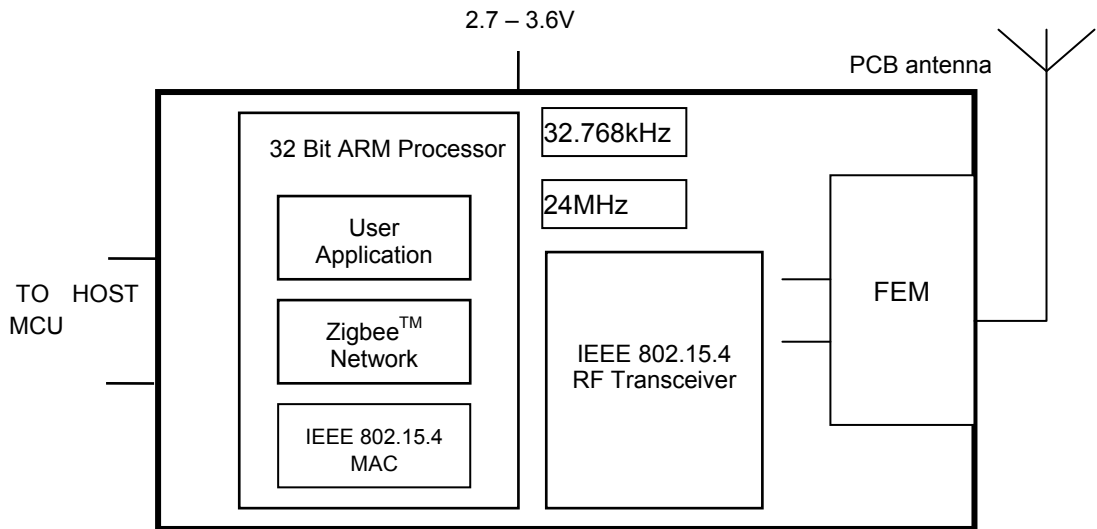 2.7 – 3.6V
PCB antenna
32 Bit ARM Processor
32.768kHz
24MHz
User
Application
Zigbee™
Network
IEEE 802.15.4
MAC
IEEE 802.15.4
RF Transceiver
FEM
TO HOST
MCU